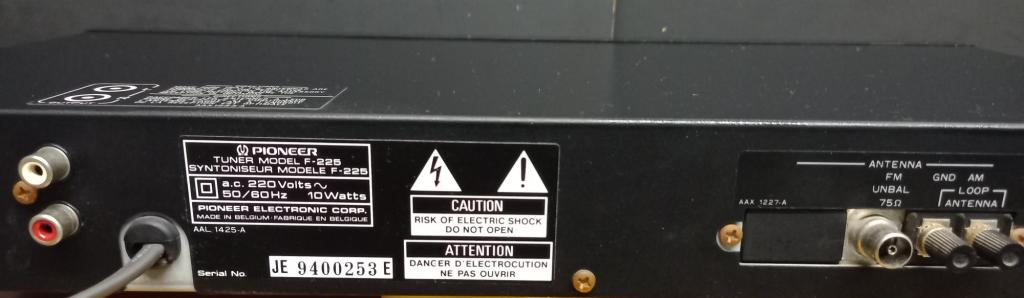 OUTPUT
PIONEER
TUNER MODEL F-225
SYNTONISEUR MODELE F-225
a.c. 220Volts~
50/60Hz 10Watts
PIONEER ELECTRONIC CORP.
MADE IN BELGIUM·FABRIQUE EN BELGIQUE
AAL 1425-A
Serial No. JE 9400253 E
CAUTION
RISK OF ELECTRIC SHOCK
DO NOT OPEN
ATTENTION
DANGER D'ELECTROCUTION
NE PAS OUVRIR
AAX 1227-A
ANTENNA
FM GND AM
UNBAL LOOP
75Ω ANTENNA